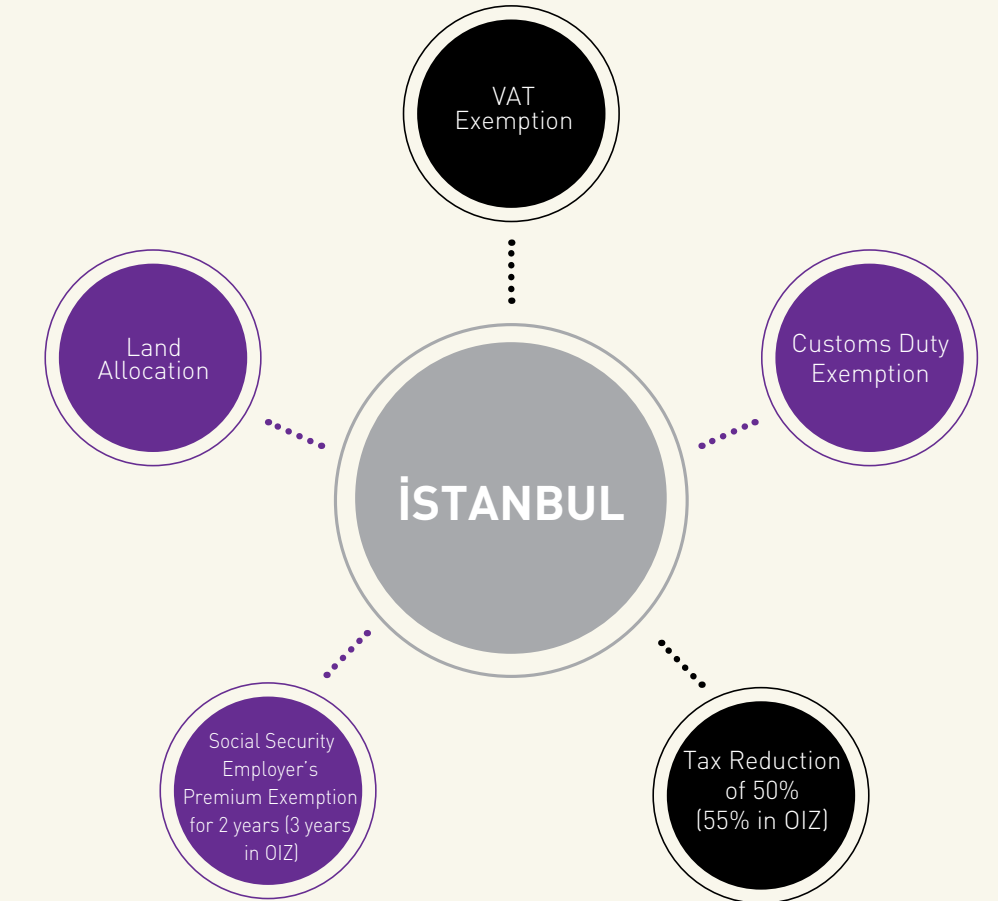 VAT
Exemption
Land
Allocation
Customs Duty
Exemption
İSTANBUL
Social Security
Employer’s
Premium Exemption
for 2 years (3 years
in OIZ)
Tax Reduction
of 50%
(55% in OIZ)